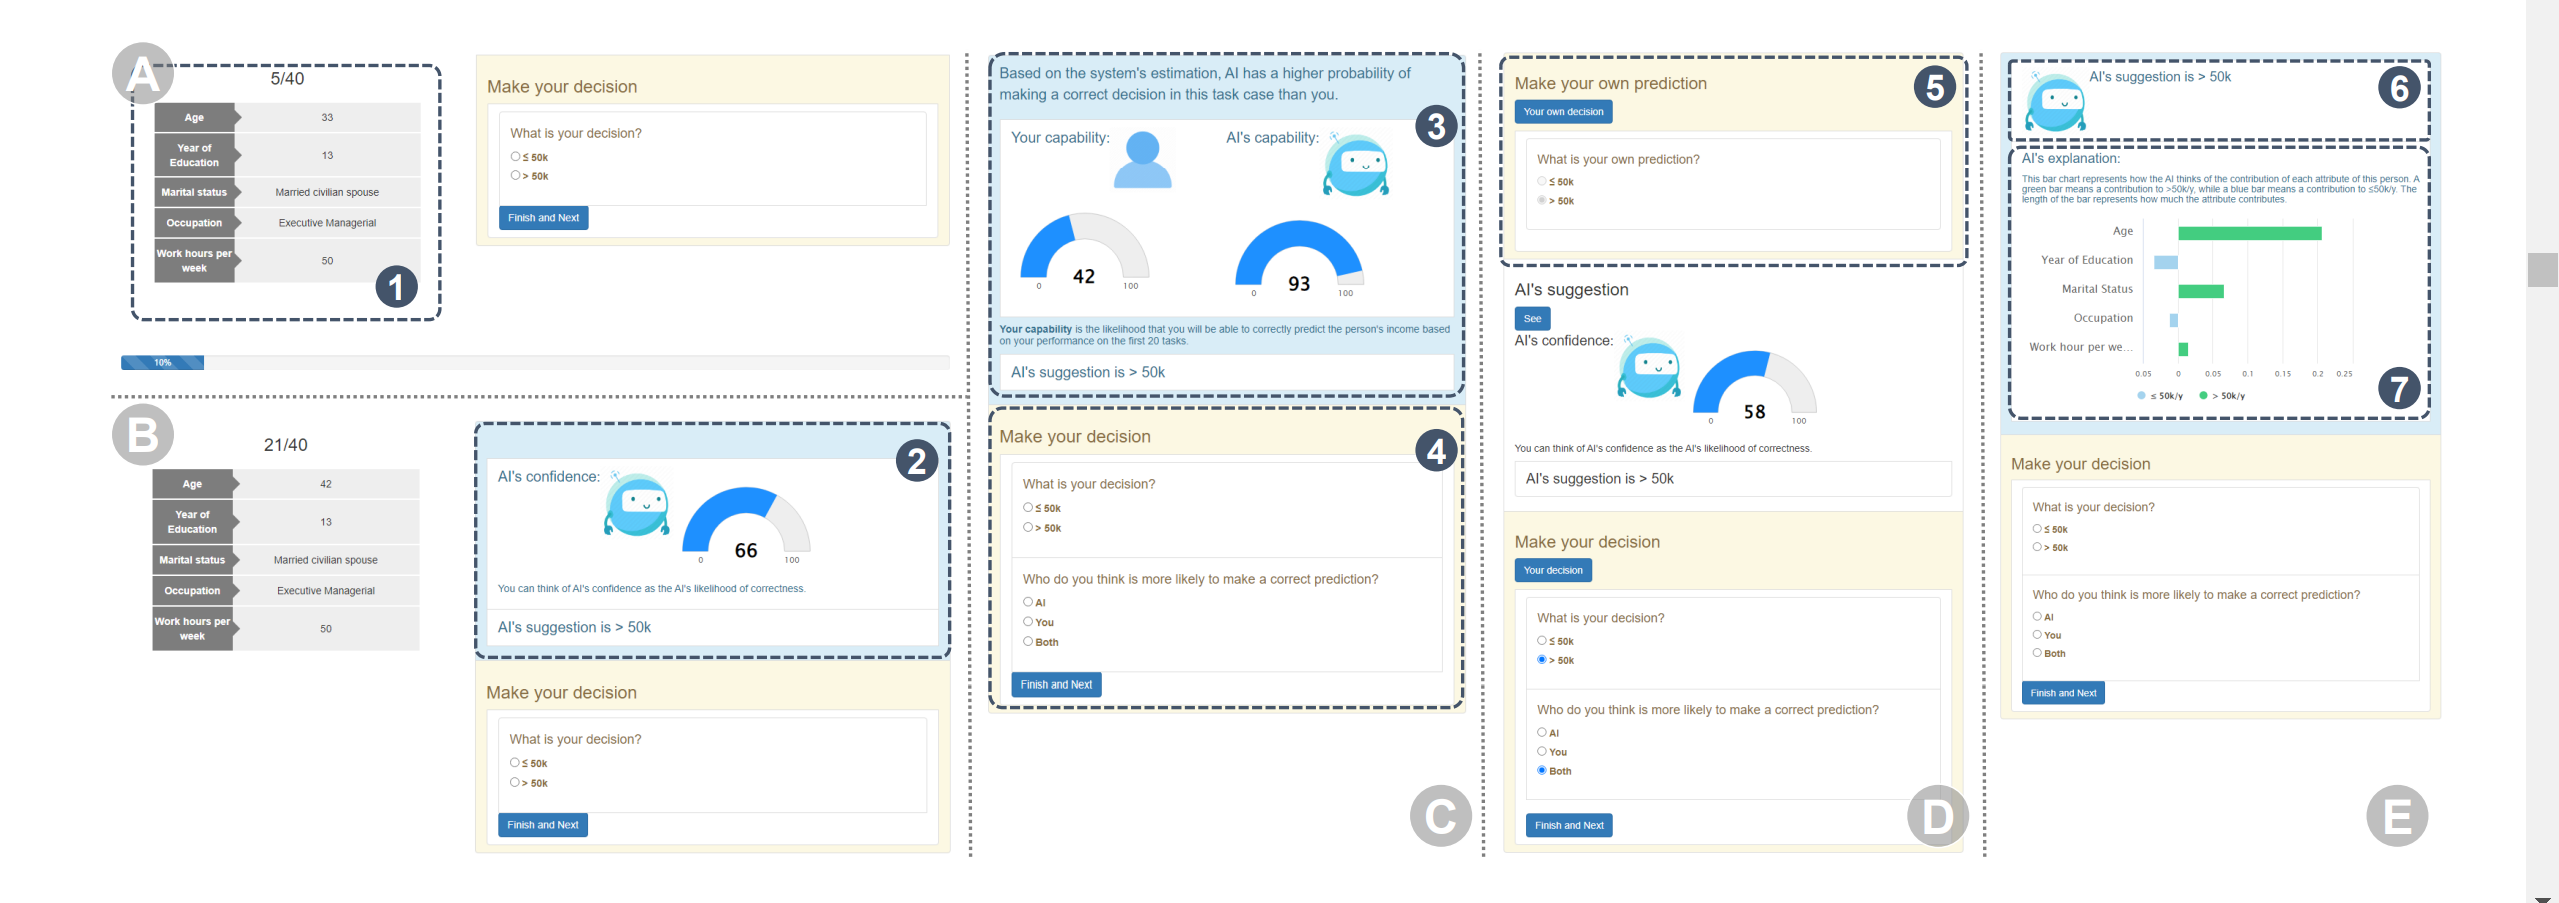 A
5/40
Age 33
Year of
Education 13
Marital status Married civilian spouse
Occupation Executive Managerial
Work hours per
week 50
1
10%
Make your decision
What is your decision?
≤ 50k
> 50k
Finish and Next
B
21/40
Age 42
Year of
Education 13
Marital status Married civilian spouse
Occupation Executive Managerial
Work hours per
week 50
2
AI's confidence:
66
0 100
You can think of AI's confidence as the AI's likelihood of correctness.
AI's suggestion is > 50k
Make your decision
What is your decision?
≤ 50k
> 50k
Finish and Next
Based on the system's estimation, AI has a higher probability of
making a correct decision in this task case than you.
3
Your capability: AI's capability:
42 93
0 100 0 100
Your capability is the likelihood that you will be able to correctly predict the person's income based
on your performance on the first 20 tasks.
AI's suggestion is > 50k
4
Make your decision
What is your decision?
≤ 50k
> 50k
Who do you think is more likely to make a correct prediction?
AI
You
Both
Finish and Next
C
5
Make your own prediction
Your own decision
What is your own prediction?
≤ 50k
> 50k
AI's suggestion
See
AI's confidence:
58
0 100
You can think of AI's confidence as the AI's likelihood of correctness.
AI's suggestion is > 50k
Make your decision
Your decision
What is your decision?
≤ 50k
> 50k
Who do you think is more likely to make a correct prediction?
AI
You
Both
Finish and Next
D
AI's suggestion is > 50k
6
AI's explanation:
This bar chart represents how the AI thinks of the contribution of each attribute of this person. A
green bar means a contribution to >50k/y, while a blue bar means a contribution to ≤50k/y. The
length of the bar represents how much the attribute contributes.
Age
Year of Education
Marital Status
Occupation
Work hour per we...
0.05 0 0.05 0.1 0.15 0.2 0.25
≤ 50k/y > 50k/y
7
Make your decision
What is your decision?
≤ 50k
> 50k
Who do you think is more likely to make a correct prediction?
AI
You
Both
Finish and Next
E